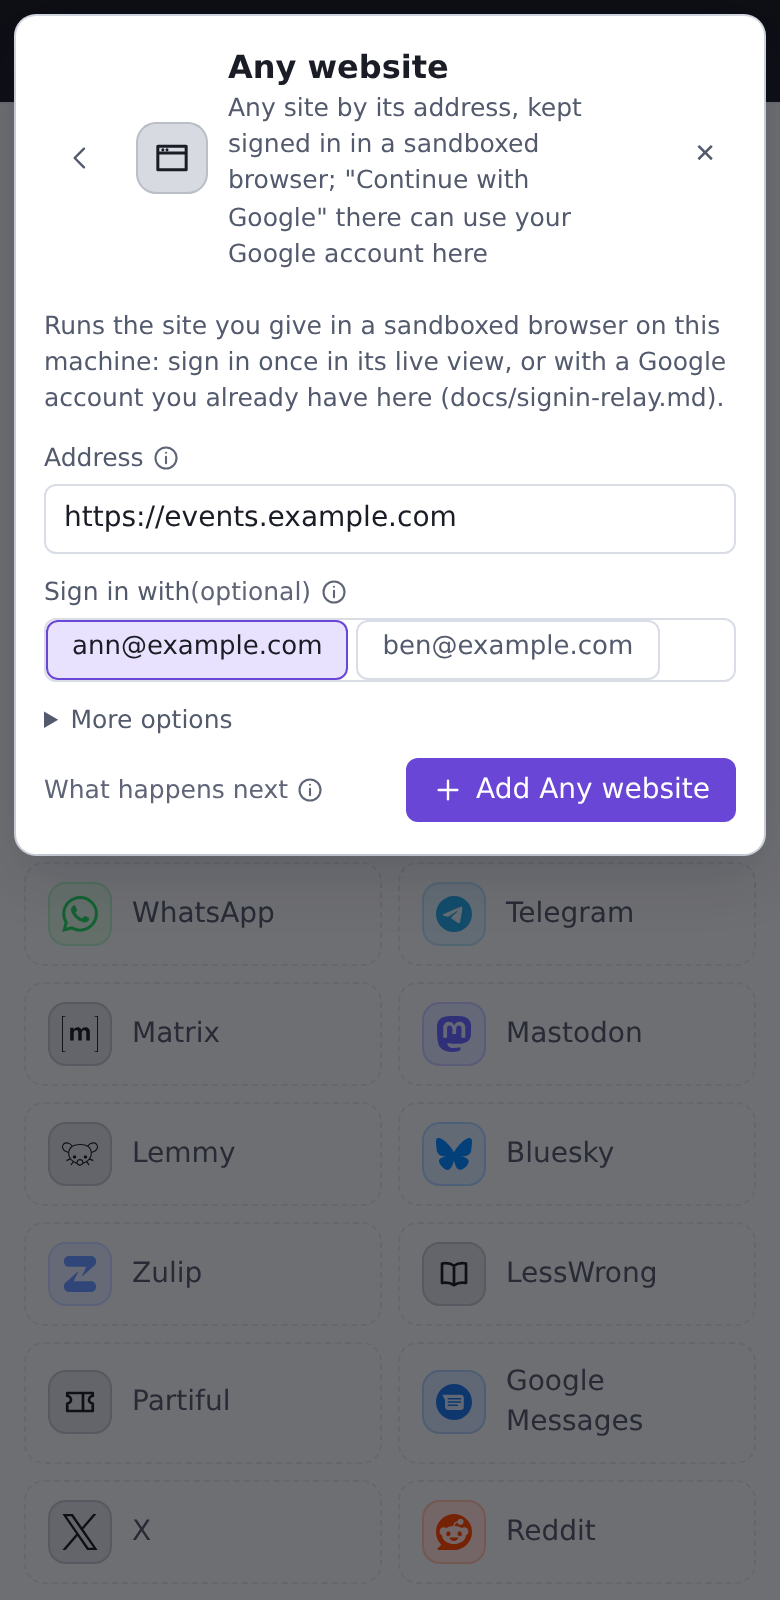 Any website
Any site by its address, kept
signed in in a sandboxed
browser; "Continue with
Google" there can use your
Google account here
Runs the site you give in a sandboxed browser on this
machine: sign in once in its live view, or with a Google
account you already have here (docs/signin-relay.md).
Address
https://events.example.com
Sign in with(optional)
ann@example.com ben@example.com
More options
What happens next
Add Any website
WhatsApp
Telegram
Matrix
Mastodon
Lemmy
Bluesky
Zulip
LessWrong
Partiful
Google
Messages
X
Reddit